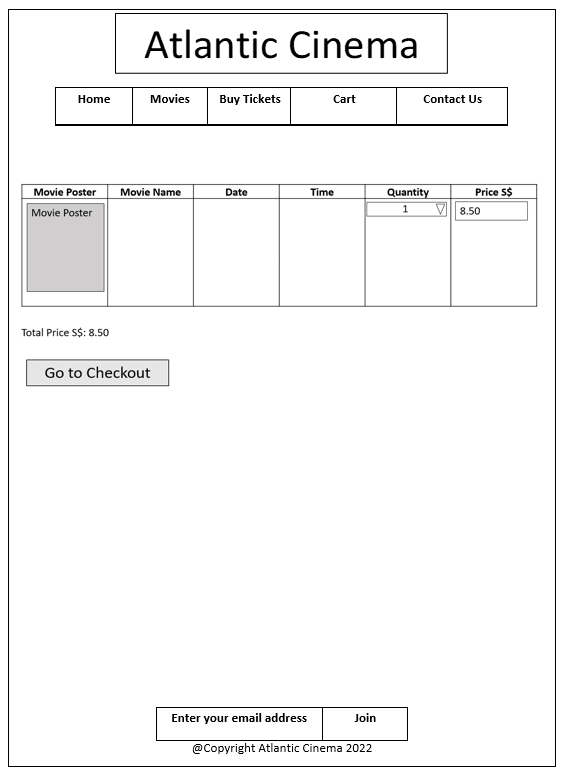 Atlantic Cinema
Home Movies Buy Tickets Cart Contact Us
Movie Poster Movie Name Date Time Quantity Price S$
Movie Poster 1 8.50
Total Price S$: 8.50
Go to Checkout
Enter your email address Join
@Copyright Atlantic Cinema 2022